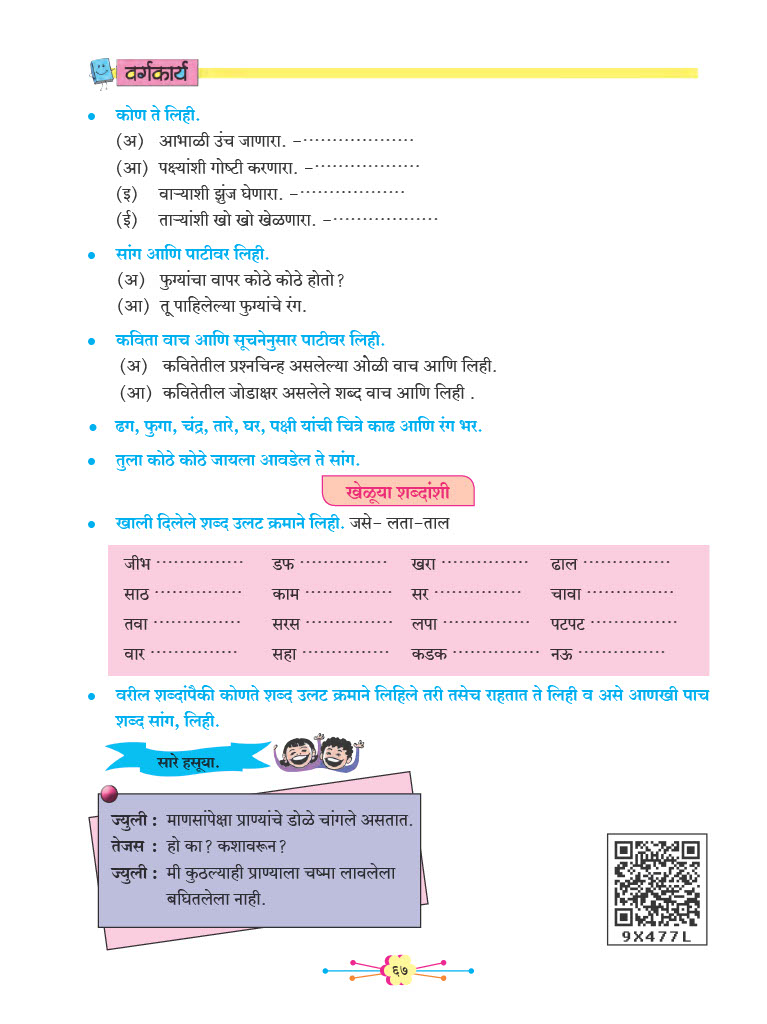 वर्गकार्य
• कोण ते लिही.
(अ) आभाळी उंच जाणारा. –...................
(आ) पक्ष्यांशी गोष्टी करणारा. –..................
(इ) वाऱ्याशी झुंज घेणारा. –..................
(ई) ताऱ्यांशी खो खो खेळणारा. –..................
• सांग आणि पाटीवर लिही.
(अ) फुग्यांचा वापर कोठे कोठे होतो?
(आ) तू पाहिलेल्या फुग्यांचे रंग.
• कविता वाच आणि सूचनेनुसार पाटीवर लिही.
(अ) कवितेतील प्रश्नचिन्ह असलेल्या ओळी वाच आणि लिही.
(आ) कवितेतील जोडाक्षर असलेले शब्द वाच आणि लिही .
• ढग, फुगा, चंद्र, तारे, घर, पक्षी यांची चित्रे काढ आणि रंग भर.
• तुला कोठे कोठे जायला आवडेल ते सांग.
खेळूया शब्दांशी
• खाली दिलेले शब्द उलट क्रमाने लिही. जसे– लता–ताल
जीभ ............... डफ ............... खरा ............... ढाल ...............
साठ ............... काम ............... सर ............... चावा ...............
तवा ............... सरस ............... लपा ............... पटपट ...............
वार ............... सहा ............... कडक ............... नऊ ...............
• वरील शब्दांपैकी कोणते शब्द उलट क्रमाने लिहिले तरी तसेच राहतात ते लिही व असे आणखी पाच
शब्द सांग, लिही.
सारे हसूया.
ज्युली : माणसांपेक्षा प्राण्यांचे डोळे चांगले असतात.
तेजस : हो का? कशावरून?
ज्युली : मी कुठल्याही प्राण्याला चष्मा लावलेला
बघितलेला नाही.
9X477L
६७